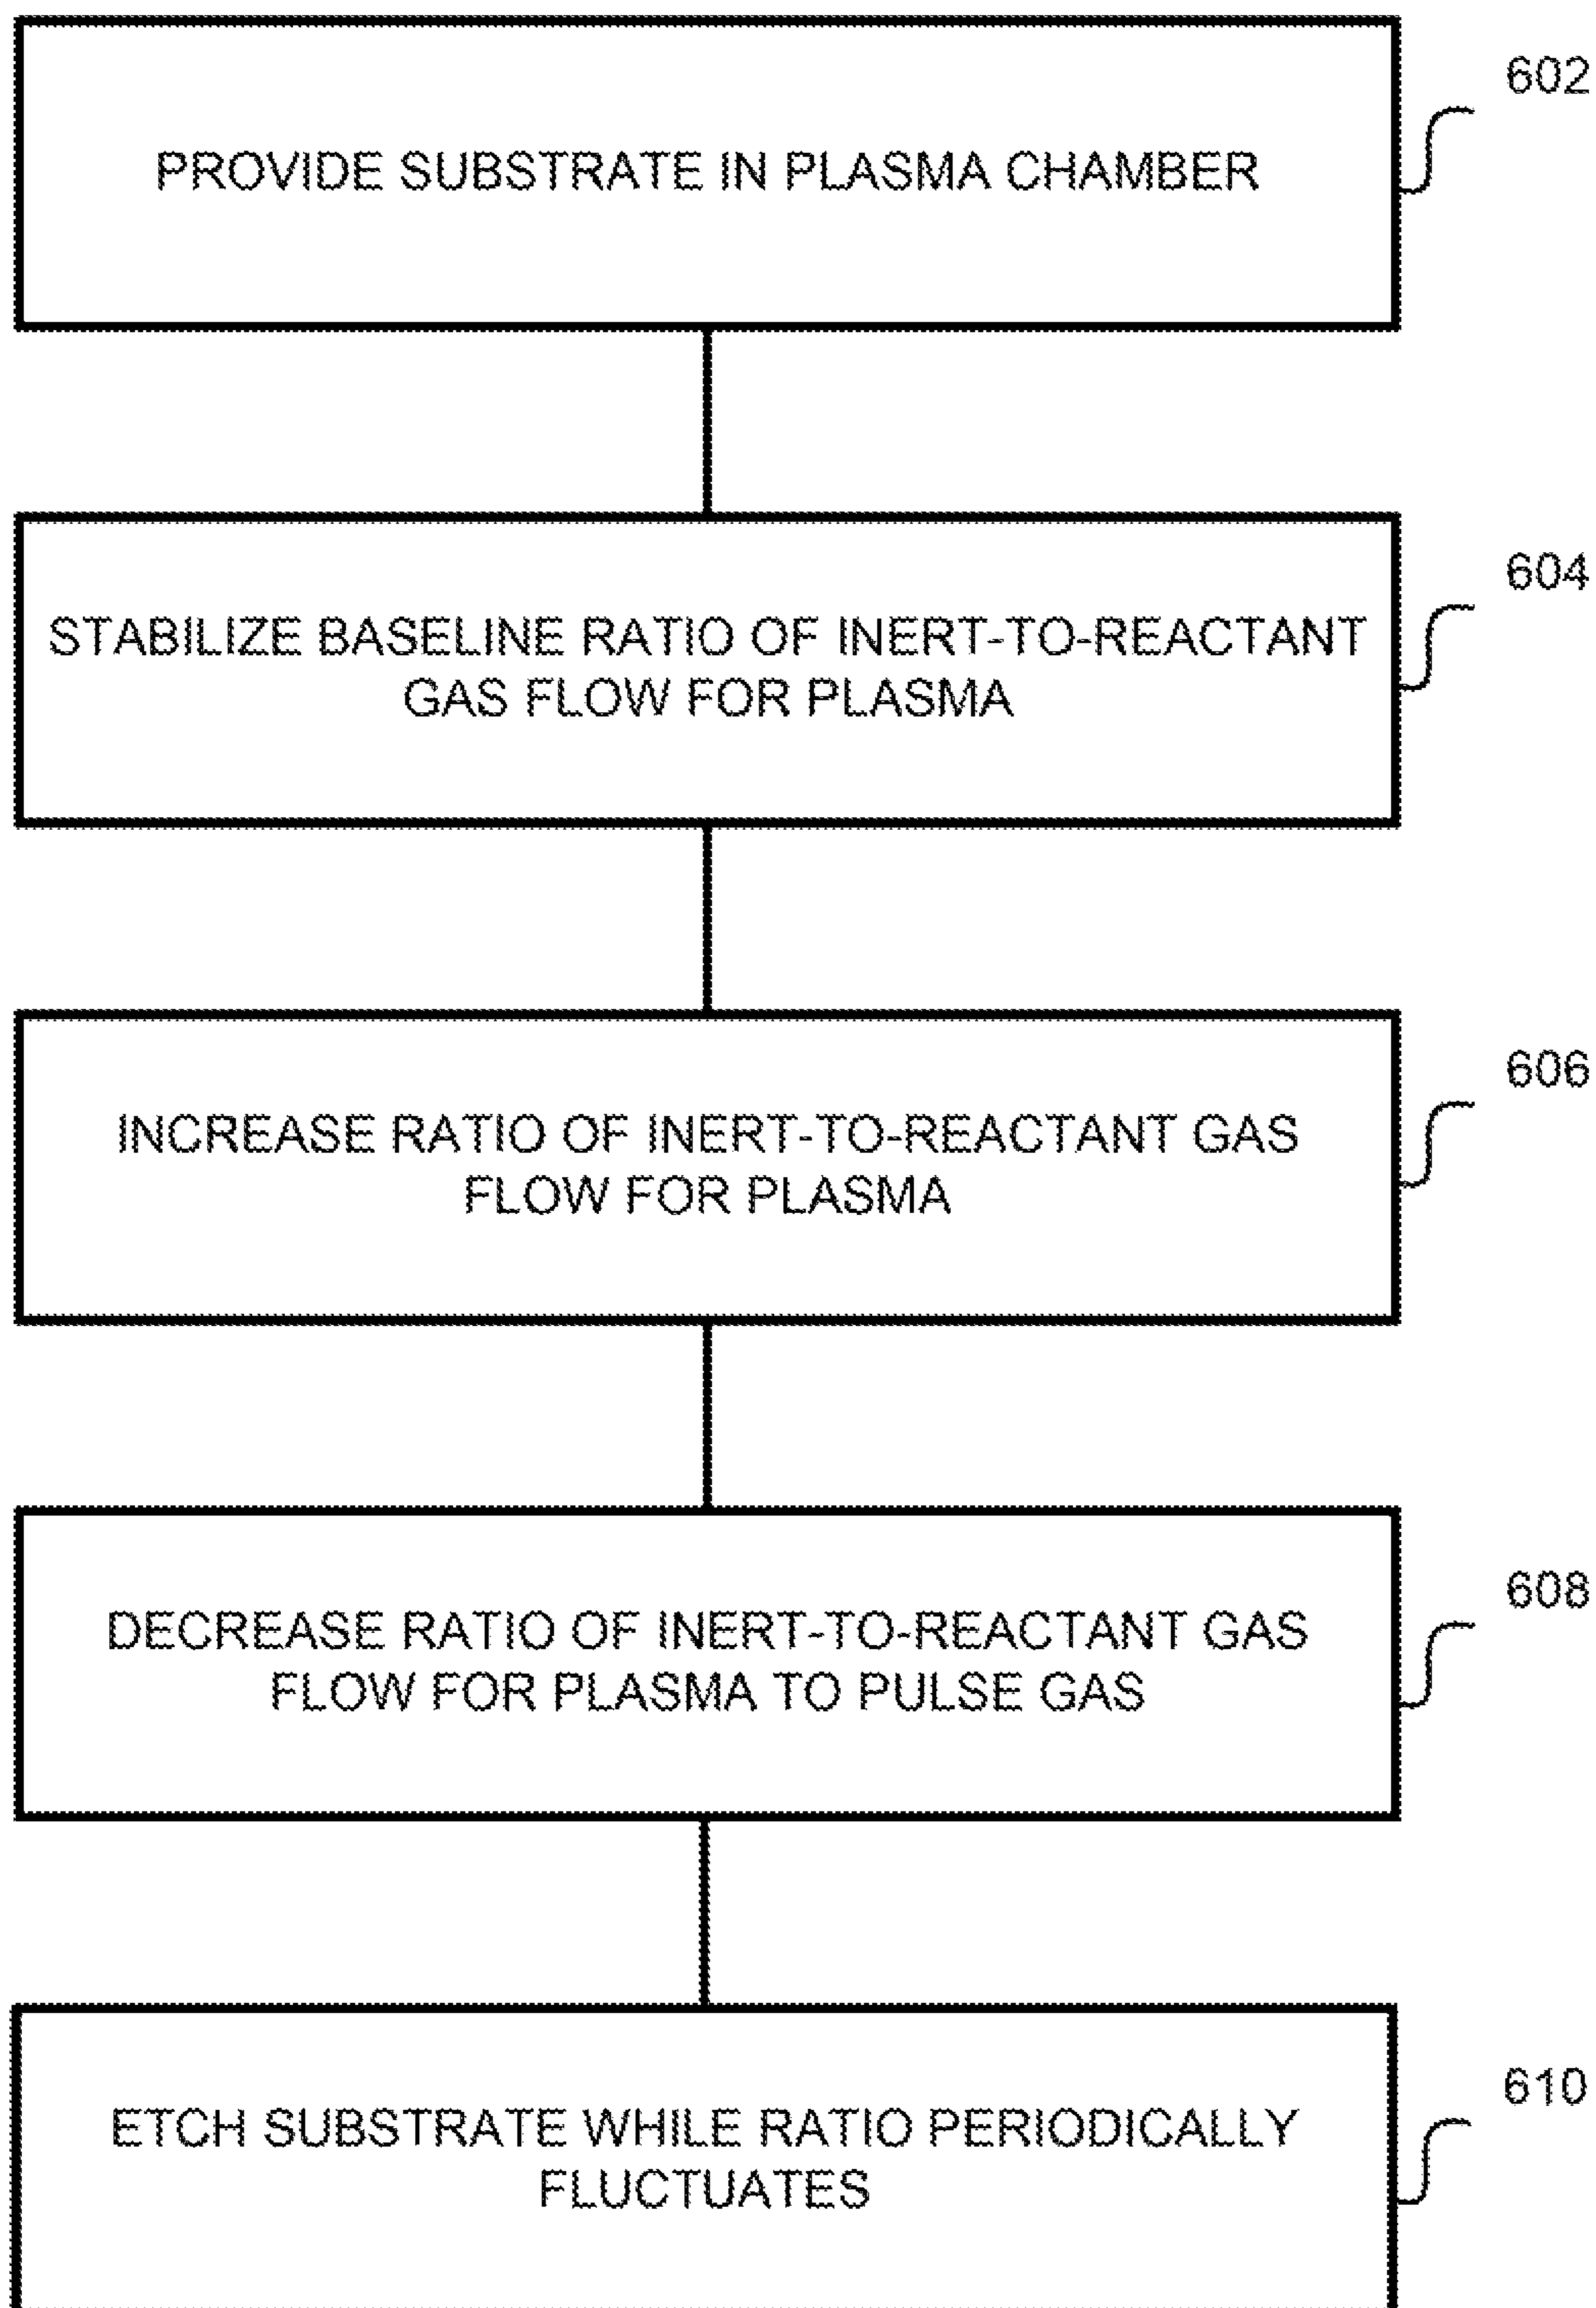 602
PROVIDE SUBSTRATE IN PLASMA CHAMBER
604
STABILIZE BASELINE RATIO OF INERT-TO-REACTANT
GAS FLOW FOR PLASMA
606
INCREASE RATIO OF INERT-TO-REACTANT GAS
FLOW FOR PLASMA
608
DECREASE RATIO OF INERT-TO-REACTANT GAS
FLOW FOR PLASMA TO PULSE GAS
610
ETCH SUBSTRATE WHILE RATIO PERIODICALLY
FLUCTUATES